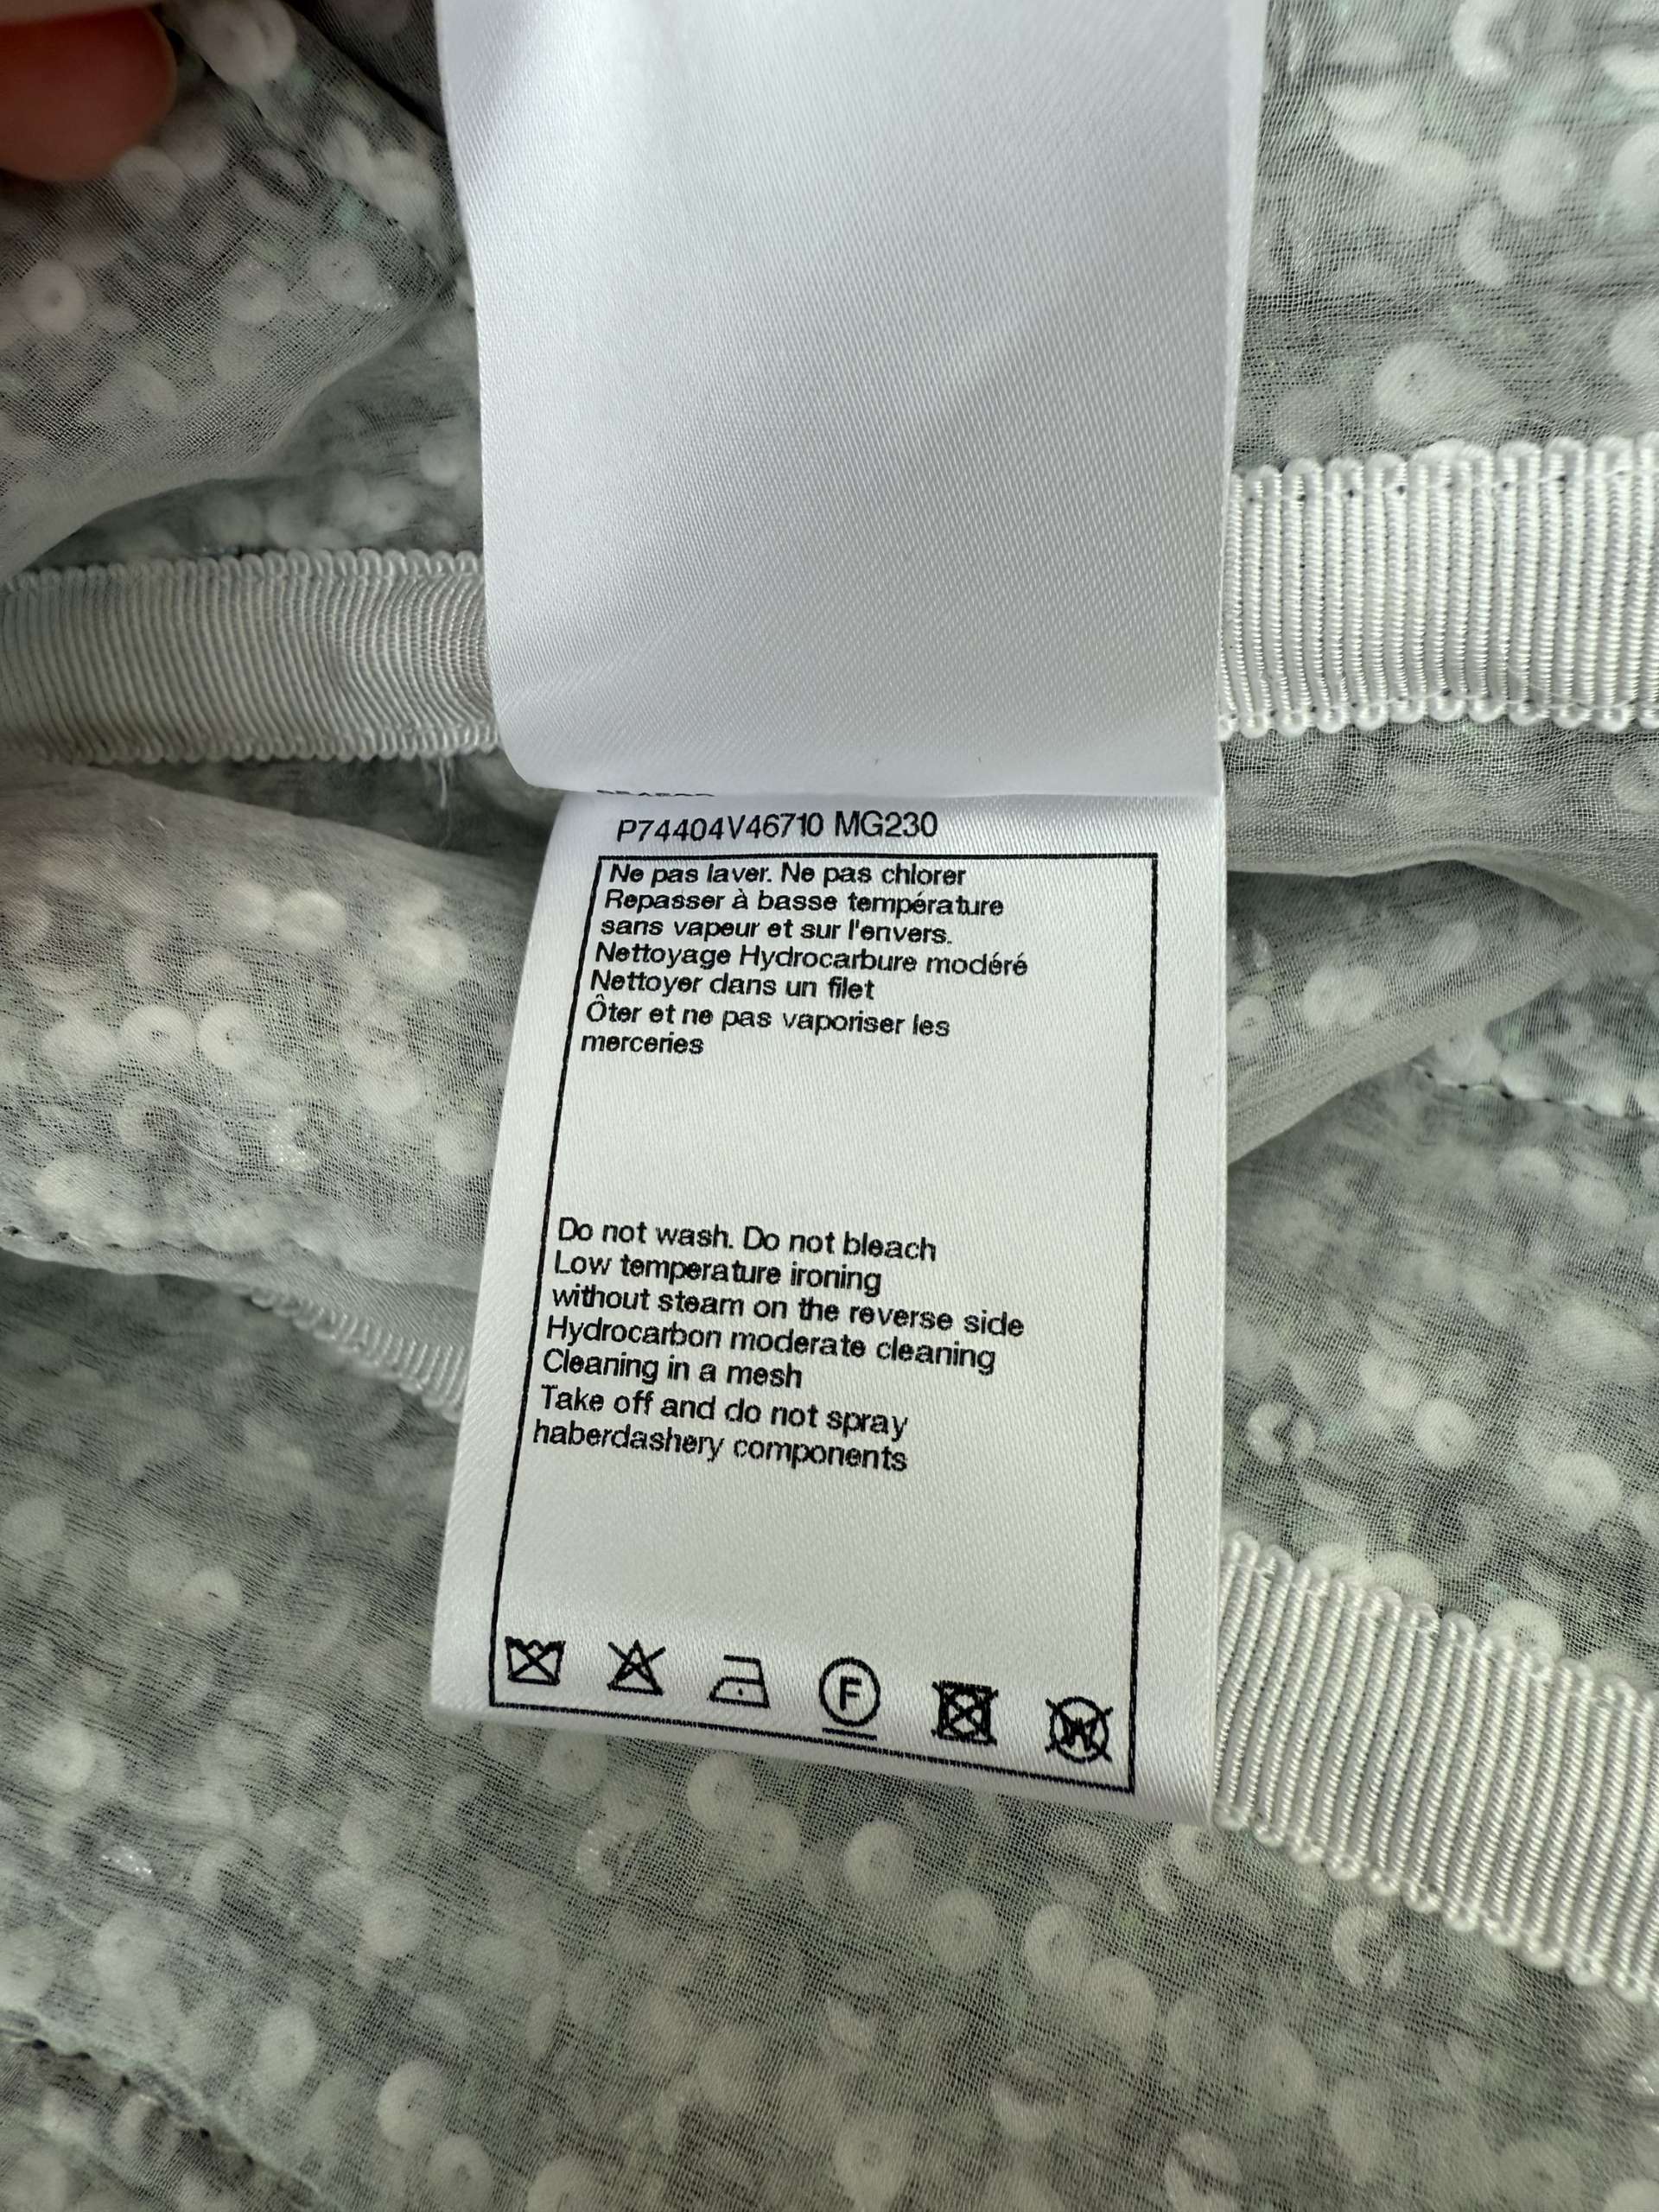 P74404V46710 MG230
Ne pas laver. Ne pas chlorer
Repasser à basse température
sans vapeur et sur l'envers.
Nettoyage Hydrocarbure modéré
Nettoyer dans un filet
Ôter et ne pas vaporiser les
merceries
Do not wash. Do not bleach
Low temperature ironing
without steam on the reverse side
Hydrocarbon moderate cleaning
Cleaning in a mesh
Take off and do not spray
haberdashery components
F
W